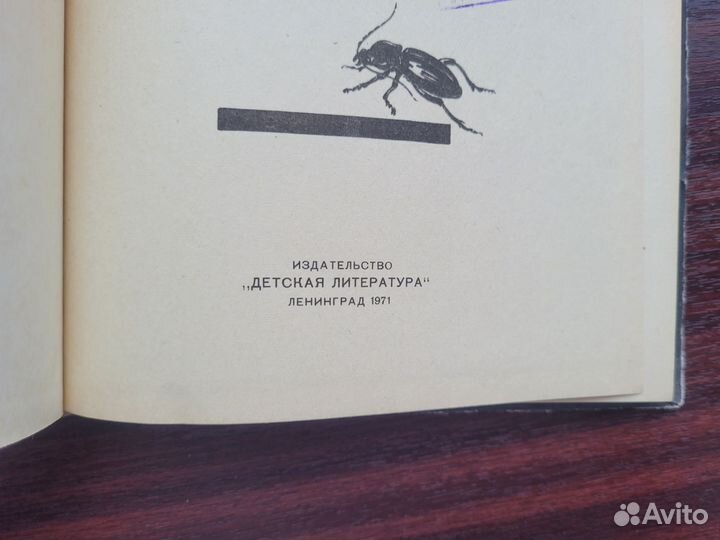 ИЗДАТЕЛЬСТВО
„ДЕТСКАЯ ЛИТЕРАТУРА“
ЛЕНИНГРАД 1971
Avito